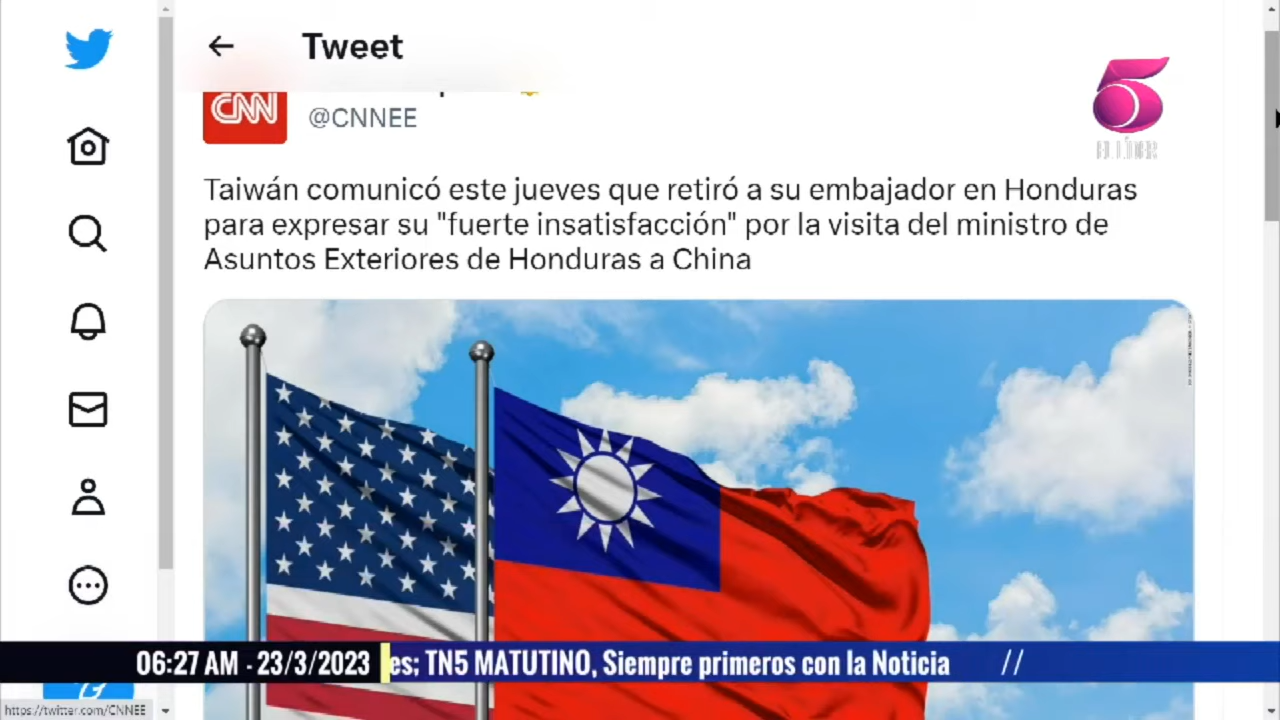 Tweet
CNN
@CNNEE
5
Taiwán comunicó este jueves que retiró a su embajador en Honduras
para expresar su "fuerte insatisfacción" por la visita del ministro de
Asuntos Exteriores de Honduras a China
06:27 AM - 23/3/2023
es; TN5 MATUTINO, Siempre primeros con la Noticia //
https://twitter.com/CNNEE